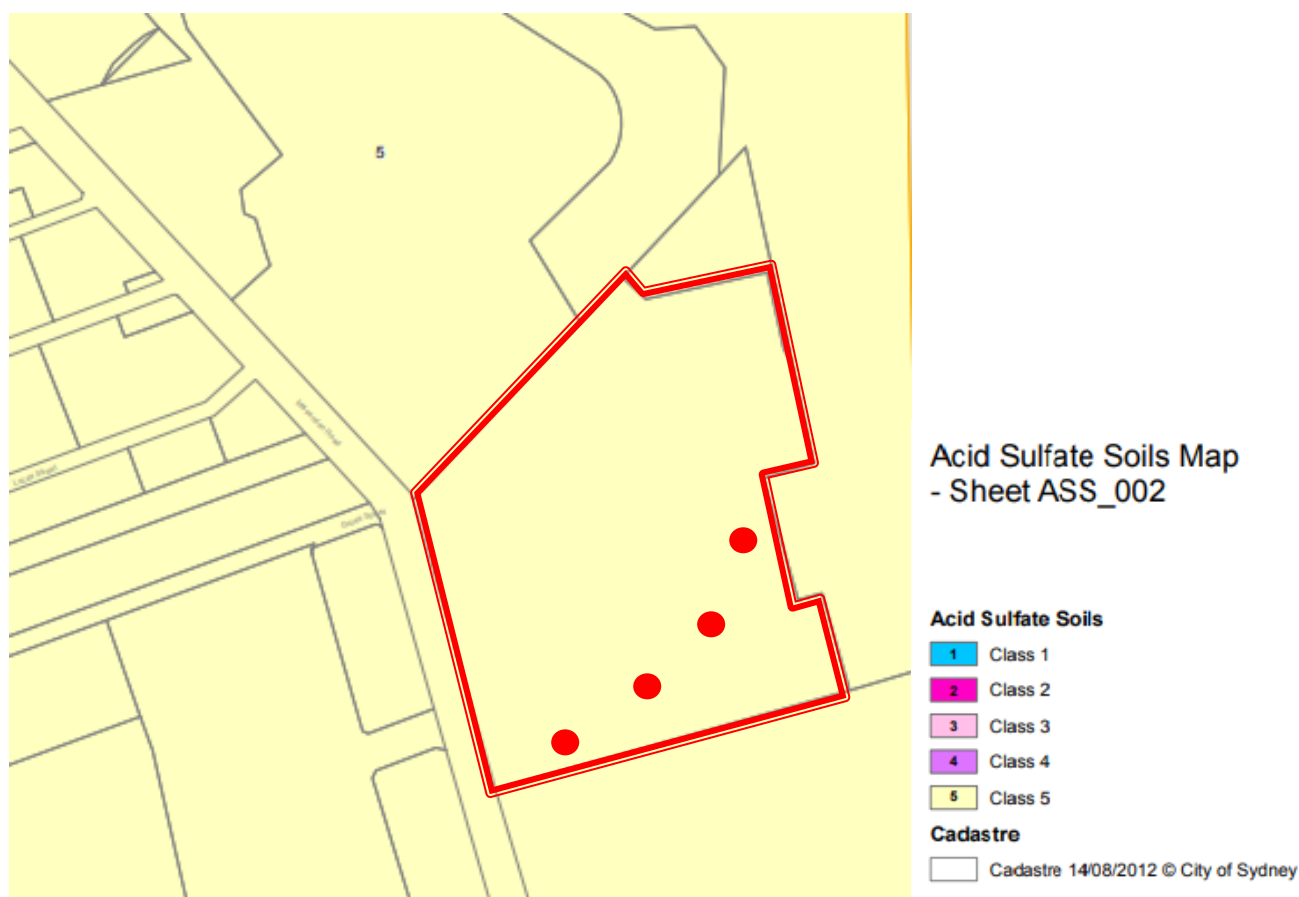 5
Acid Sulfate Soils Map
- Sheet ASS_002
Acid Sulfate Soils
1 Class 1
2 Class 2
3 Class 3
4 Class 4
5 Class 5
Cadastre
Cadastre 14/08/2012 © City of Sydney